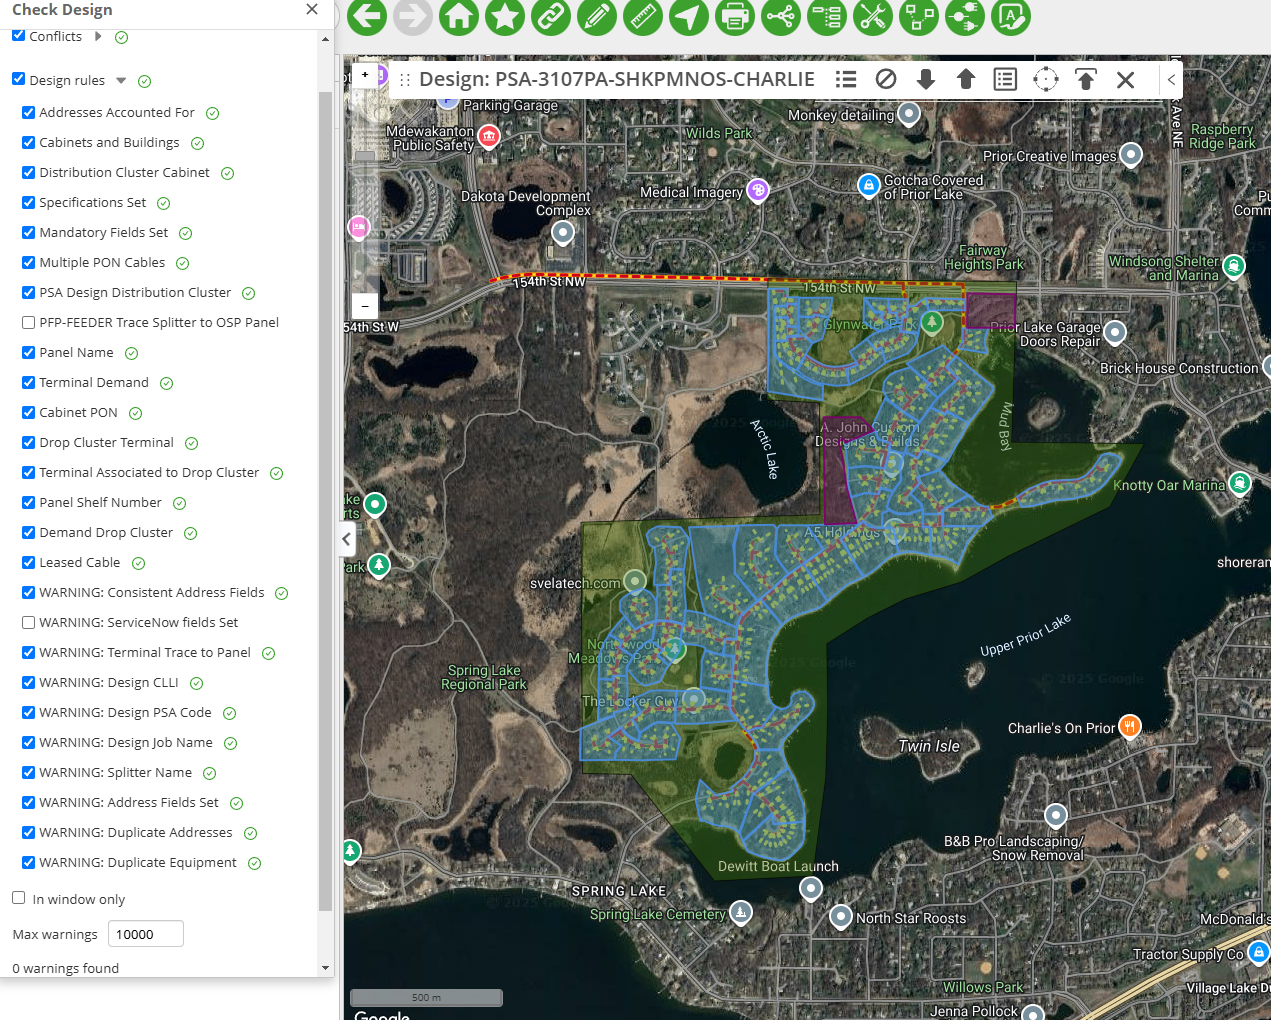 Check Design
Conflicts
Design rules
Addresses Accounted For
Cabinets and Buildings
Distribution Cluster Cabinet
Specifications Set
Mandatory Fields Set
Multiple PON Cables
PSA Design Distribution Cluster
PFP-FEEDER Trace Splitter to OSP Panel
Panel Name
Terminal Demand
Cabinet PON
Drop Cluster Terminal
Terminal Associated to Drop Cluster
Panel Shelf Number
Demand Drop Cluster
Leased Cable
WARNING: Consistent Address Fields
WARNING: ServiceNow fields Set
WARNING: Terminal Trace to Panel
WARNING: Design CLLI
WARNING: Design PSA Code
WARNING: Design Job Name
WARNING: Splitter Name
WARNING: Address Fields Set
WARNING: Duplicate Addresses
WARNING: Duplicate Equipment
In window only
Max warnings 10000
0 warnings found
Design: PSA-3107PA-SHKPMNOS-CHARLIE
Parking Garage
Mdewakanton
Public Safety
Wilds Park
Monkey detailing
Ave NE
Raspberry
Ridge Park
Prior Creative Images
Dakota Development
Complex
Medical Imagery
Gotcha Covered
of Prior Lake
Fairway
Heights Park
Windsong Shelter
and Marina
154th St NW
154th St NW
54th St W
Glynwater Park
Prior Lake Garage
Doors Repair
Brick House Construction
Arctic Lake
A. John Custom
Designs & Builds
Mud Bay
Knotty Oar Marina
A5 Holdings
svelatech.com
shoreran
Park
Northwood
Meadows Park
Upper Prior Lake
© 2025 Google
Spring Lake
Regional Park
The Locker Guy
Charlie's On Prior
Twin Isle
B&B Pro Landscaping/
Snow Removal
Dewitt Boat Launch
SPRING LAKE
Spring Lake Cemetery
North Star Roosts
McDonald's
Tractor Supply Co
Willows Park
Village Lake D
Jenna Pollock
500 m
Google